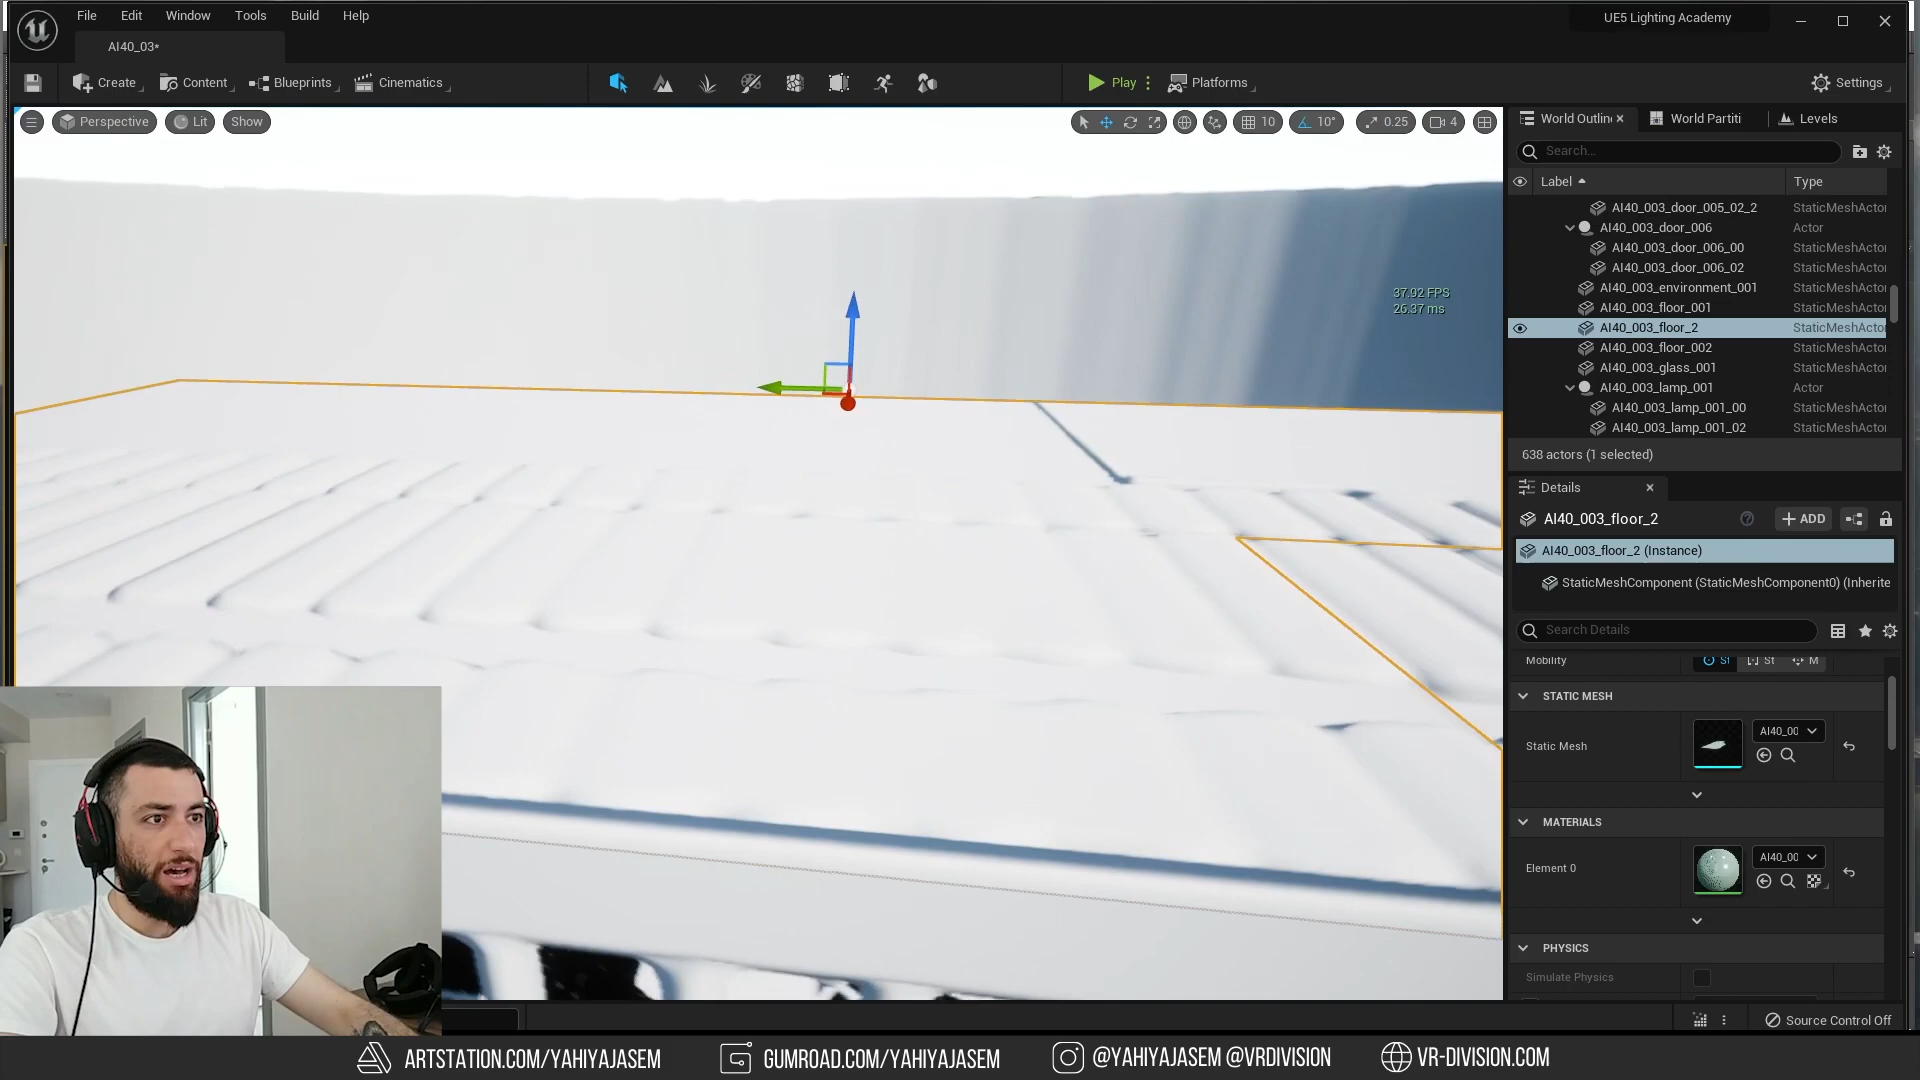 File Edit Window Tools Build Help
UE5 Lighting Academy
AI40_03*
Create Content Blueprints Cinematics Play Platforms Settings
Perspective Lit Show 10 10° 0.25 4
World Outlin World Partiti Levels
Search...
Label Type
AI40_003_door_005_02_2 StaticMeshActor
AI40_003_door_006 Actor
AI40_003_door_006_00 StaticMeshActor
AI40_003_door_006_02 StaticMeshActor
AI40_003_environment_001 StaticMeshActor
37.92 FPS
26.37 ms
AI40_003_floor_001 StaticMeshActor
AI40_003_floor_2 StaticMeshActor
AI40_003_floor_002 StaticMeshActor
AI40_003_glass_001 StaticMeshActor
AI40_003_lamp_001 Actor
AI40_003_lamp_001_00 StaticMeshActor
AI40_003_lamp_001_02 StaticMeshActor
638 actors (1 selected)
Details
AI40_003_floor_2 ADD
AI40_003_floor_2 (Instance)
StaticMeshComponent (StaticMeshComponent0) (Inherite
Search Details
Mobility St St M
STATIC MESH
Static Mesh AI40_00
MATERIALS
Element 0 AI40_00
PHYSICS
Simulate Physics
Source Control Off
ARTSTATION.COM/YAHIYAJASEM GUMROAD.COM/YAHIYAJASEM @YAHIYAJASEM @VRDIVISION VR-DIVISION.COM